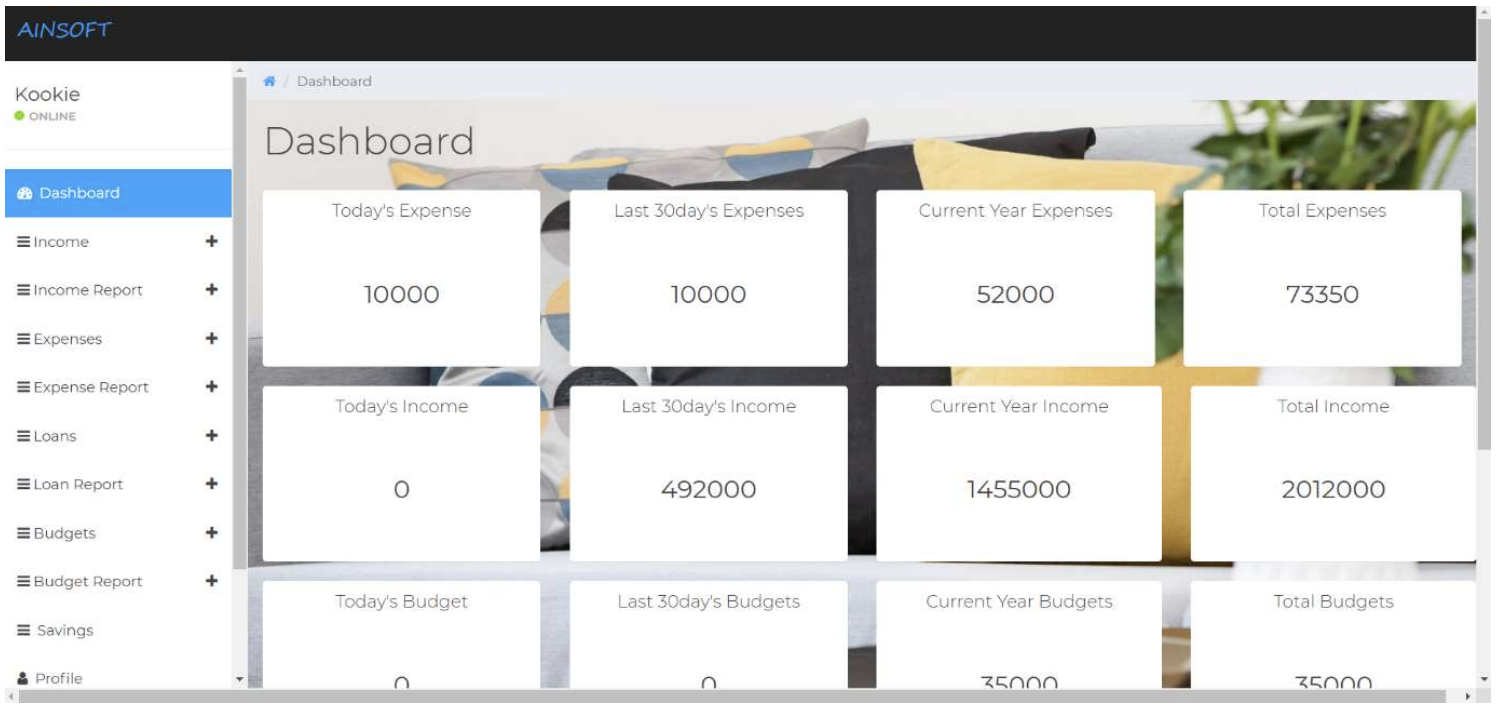 AINSOFT
Kookie
ONLINE
Dashboard
Income
Income Report
Expenses
Expense Report
Loans
Loan Report
Budgets
Budget Report
Savings
Profile
/ Dashboard
Dashboard
Today's Expense Last 30day's Expenses Current Year Expenses Total Expenses
10000 10000 52000 73350
Today's Income Last 30day's Income Current Year Income Total Income
0 492000 1455000 2012000
Today's Budget Last 30day's Budgets Current Year Budgets Total Budgets
0 0 35000 35000